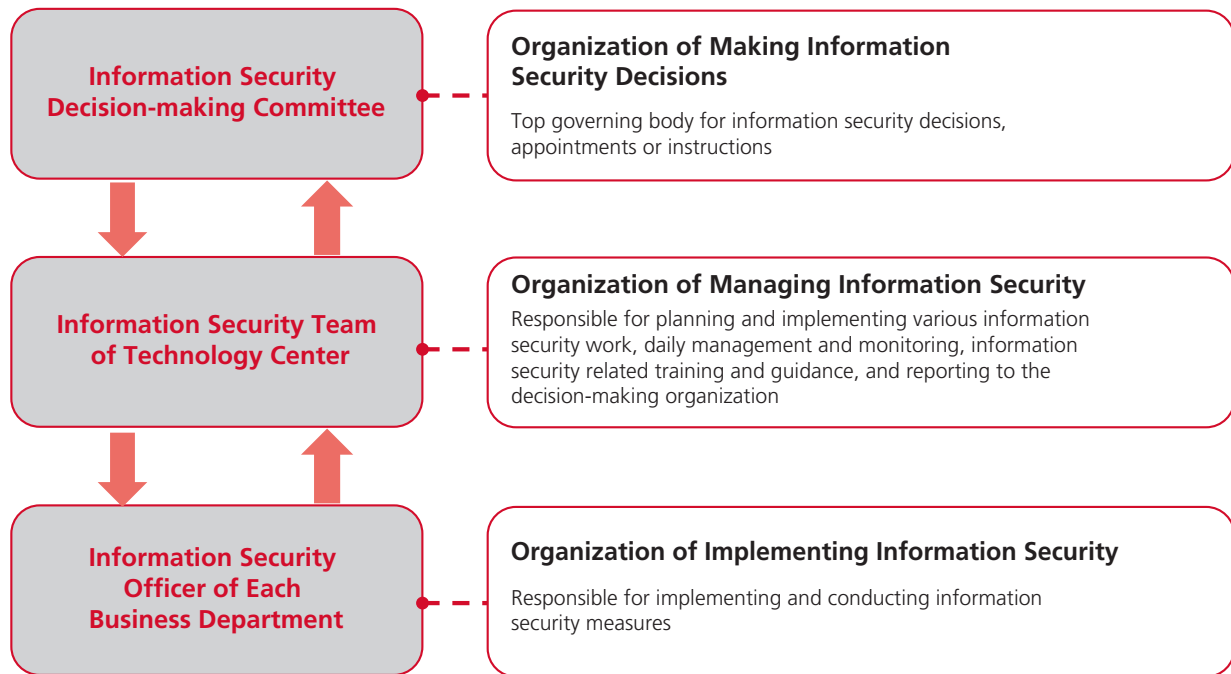 Information Security
Decision-making Committee
Organization of Making Information
Security Decisions
Top governing body for information security decisions,
appointments or instructions
Information Security Team
of Technology Center
Organization of Managing Information Security
Responsible for planning and implementing various information
security work, daily management and monitoring, information
security related training and guidance, and reporting to the
decision-making organization
Information Security
Officer of Each
Business Department
Organization of Implementing Information Security
Responsible for implementing and conducting information
security measures